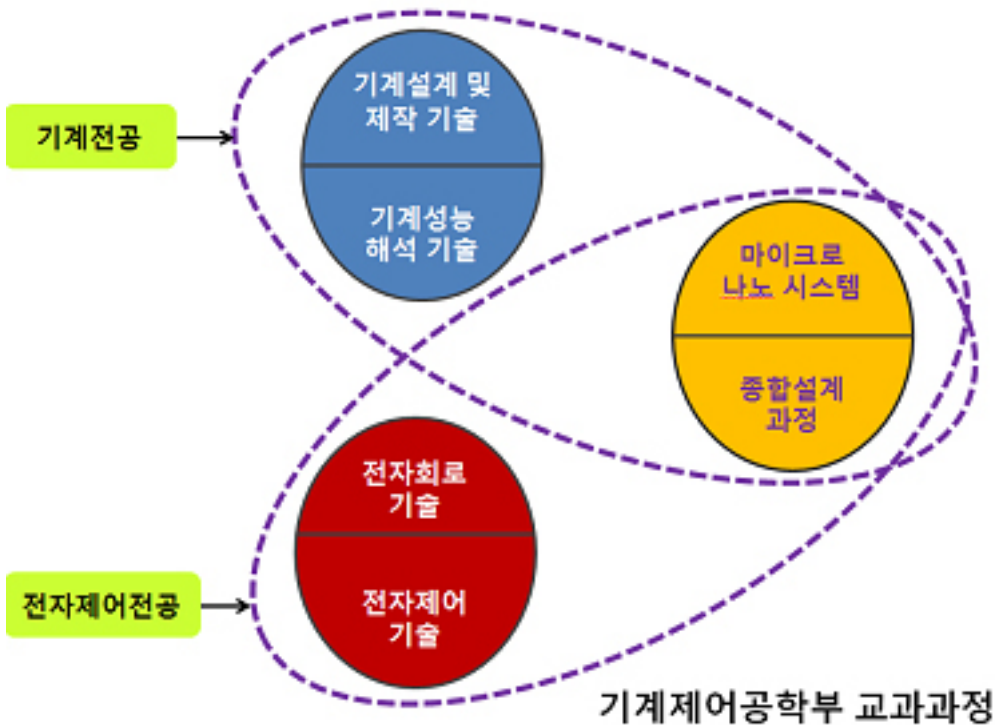 기계전공
기계설계 및
제작 기술
기계성능
해석 기술
마이크로
나노 시스템
종합설계
과정
전자회로
기술
전자제어
기술
전자제어전공
기계제어공학부 교과과정